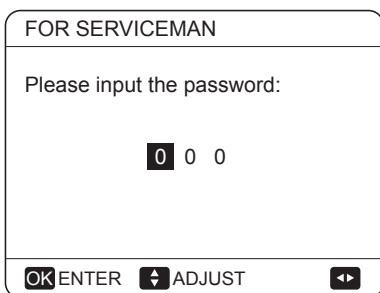 FOR SERVICEMAN
Please input the password:
0 0 0
OK ENTER ADJUST